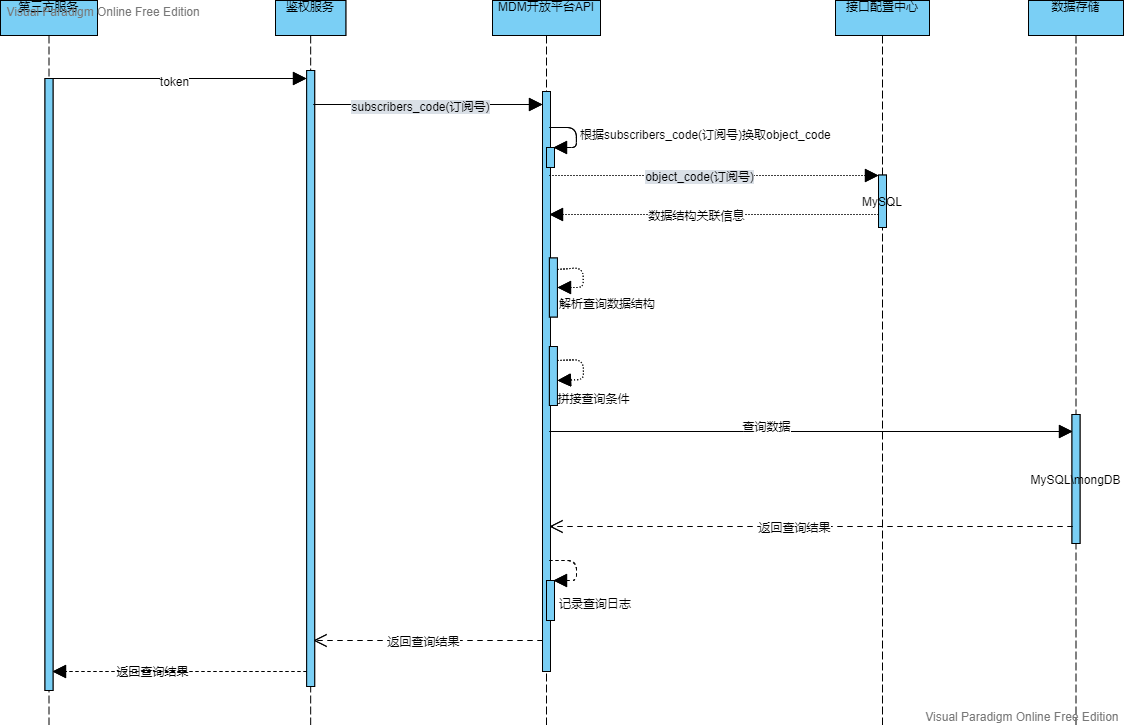 第三方服务
Visual Paradigm Online Free Edition
鉴权服务
MDM开放平台API
接口配置中心
数据存储
token
subscribers_code(订阅号)
根据subscribers_code(订阅号)换取object_code
object_code(订阅号)
MySQL
数据结构关联信息
解析查询数据结构
拼接查询条件
查询数据
MySQL\mongDB
返回查询结果
记录查询日志
返回查询结果
返回查询结果
Visual Paradigm Online Free Edition